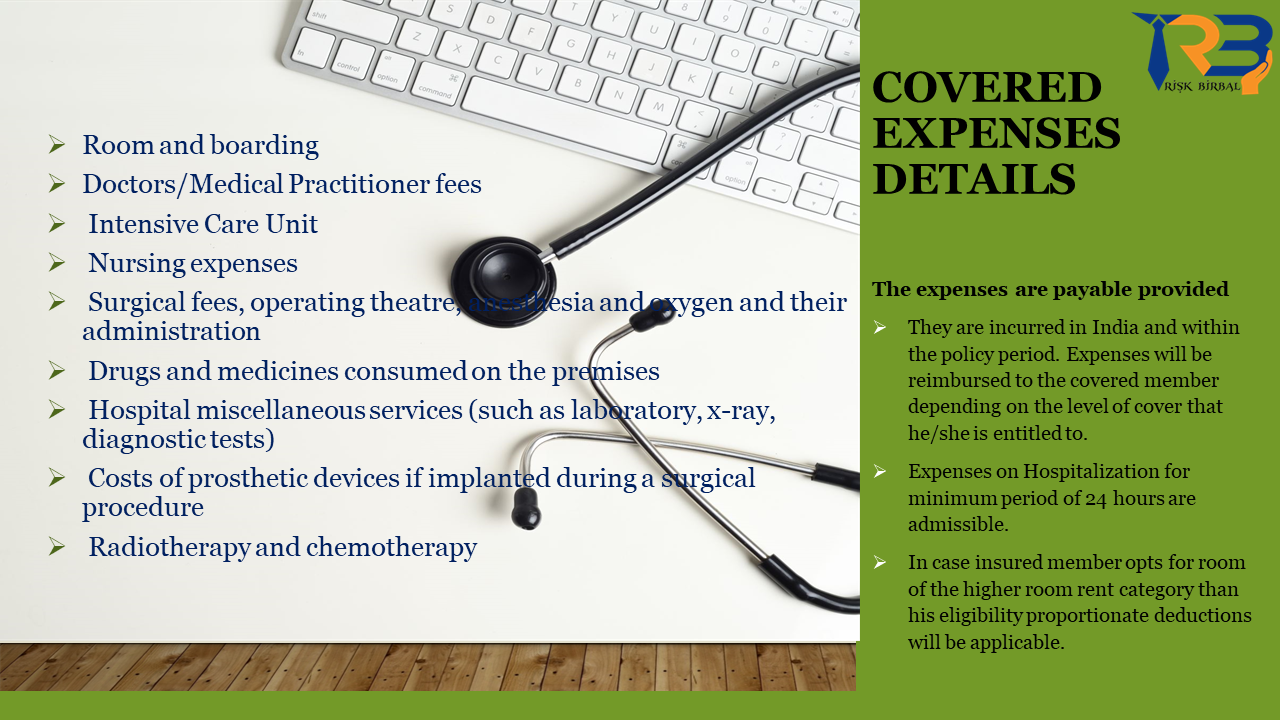 RISK BIRBAL
COVERED
EXPENSES
DETAILS
Room and boarding
Doctors/Medical Practitioner fees
Intensive Care Unit
Nursing expenses
Surgical fees, operating theatre, anesthesia and oxygen and their
administration
Drugs and medicines consumed on the premises
Hospital miscellaneous services (such as laboratory, x-ray,
diagnostic tests)
Costs of prosthetic devices if implanted during a surgical
procedure
Radiotherapy and chemotherapy
The expenses are payable provided
They are incurred in India and within
the policy period. Expenses will be
reimbursed to the covered member
depending on the level of cover that
he/she is entitled to.
Expenses on Hospitalization for
minimum period of 24 hours are
admissible.
In case insured member opts for room
of the higher room rent category than
his eligibility proportionate deductions
will be applicable.